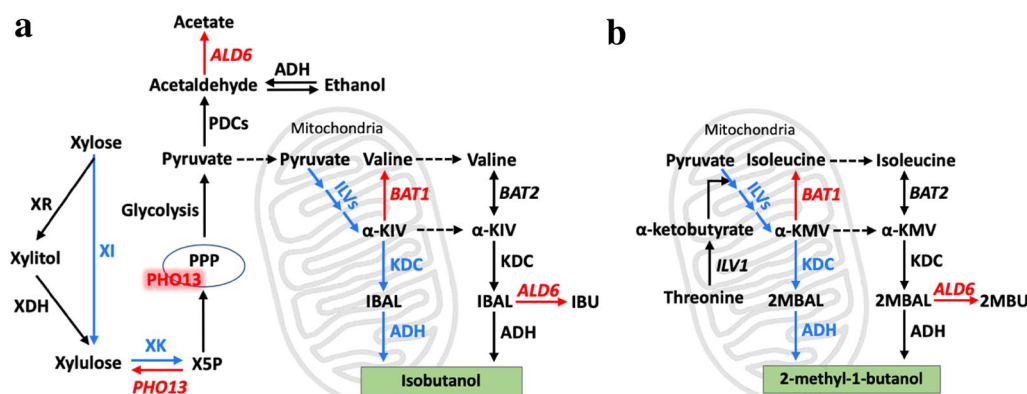 a
Acetate
ALD6
ADH
Acetaldehyde
Ethanol
PDCs
Mitochondria
Xylose
Pyruvate
Pyruvate
Valine
Valine
ILVs
BAT1
BAT2
XR
Glycolysis
XI
α-KIV
α-KIV
Xylitol
PPP
PHO13
KDC
KDC
XDH
IBAL
IBAL
ALD6
IBU
XK
ADH
ADH
Xylulose
X5P
PHO13
Isobutanol
b
Mitochondria
Pyruvate
Isoleucine
Isoleucine
ILVs
BAT1
BAT2
α-ketobutyrate
α-KMV
α-KMV
ILV1
KDC
KDC
Threonine
2MBAL
2MBAL
ALD6
2MBU
ADH
ADH
2-methyl-1-butanol